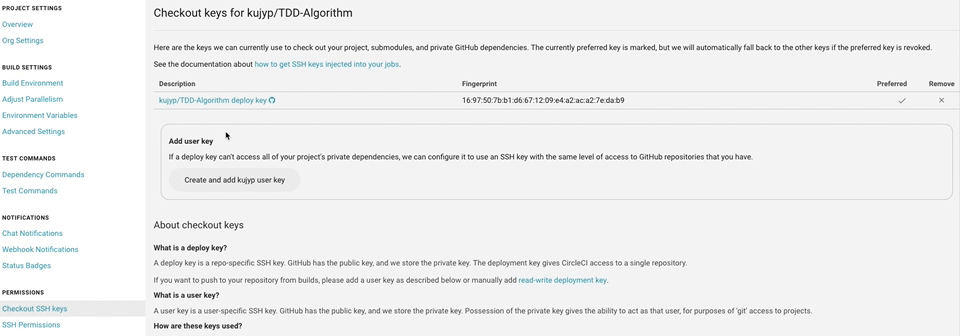 PROJECT SETTINGS
Overview
Org Settings
BUILD SETTINGS
Build Environment
Adjust Parallelism
Environment Variables
Advanced Settings
TEST COMMANDS
Dependency Commands
Test Commands
NOTIFICATIONS
Chat Notifications
Webhook Notifications
Status Badges
PERMISSIONS
Checkout SSH keys
SSH Permissions
Checkout keys for kujyp/TDD-Algorithm
Here are the keys we can currently use to check out your project, submodules, and private GitHub dependencies. The currently preferred key is marked, but we will automatically fall back to the other keys if the preferred key is revoked.
See the documentation about how to get SSH keys injected into your jobs.
Description Fingerprint Preferred Remove
kujyp/TDD-Algorithm deploy key 16:97:50:7b:b1:d6:67:12:09:e4:a2:ac:a2:7e:da:b9
Add user key
If a deploy key can't access all of your project's private dependencies, we can configure it to use an SSH key with the same level of access to GitHub repositories that you have.
Create and add kujyp user key
About checkout keys
What is a deploy key?
A deploy key is a repo-specific SSH key. GitHub has the public key, and we store the private key. The deployment key gives CircleCI access to a single repository.
If you want to push to your repository from builds, please add a user key as described below or manually add read-write deployment key.
What is a user key?
A user key is a user-specific SSH key. GitHub has the public key, and we store the private key. Possession of the private key gives the ability to act as that user, for purposes of 'git' access to projects.
How are these keys used?